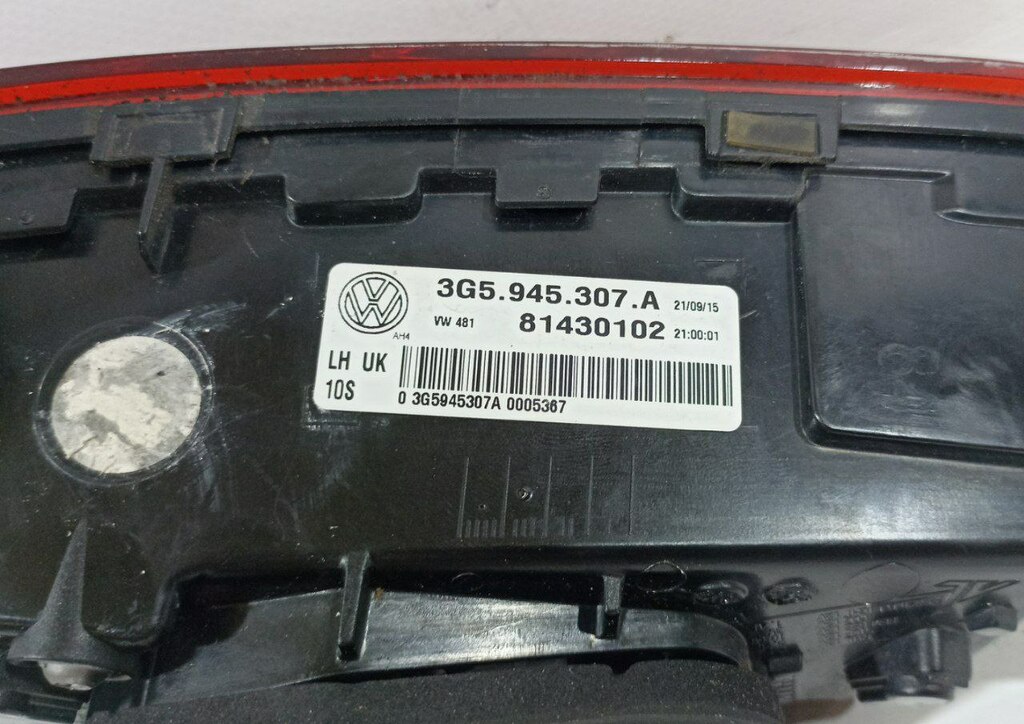 3G5.945.307.A 21/09/15
VW 481 81430102 21:00:01
AH4
LH UK
10S
0 3G5945307A 0005367